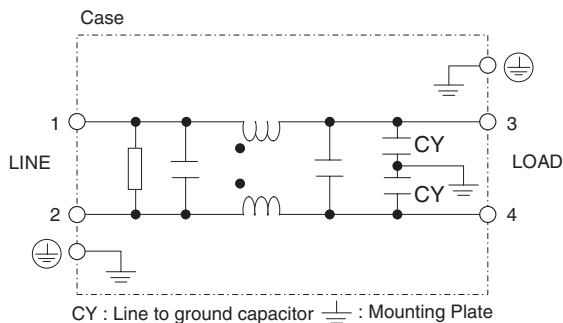 Case
1
3
CY
LINE
LOAD
CY
2
4
CY : Line to ground capacitor : Mounting Plate